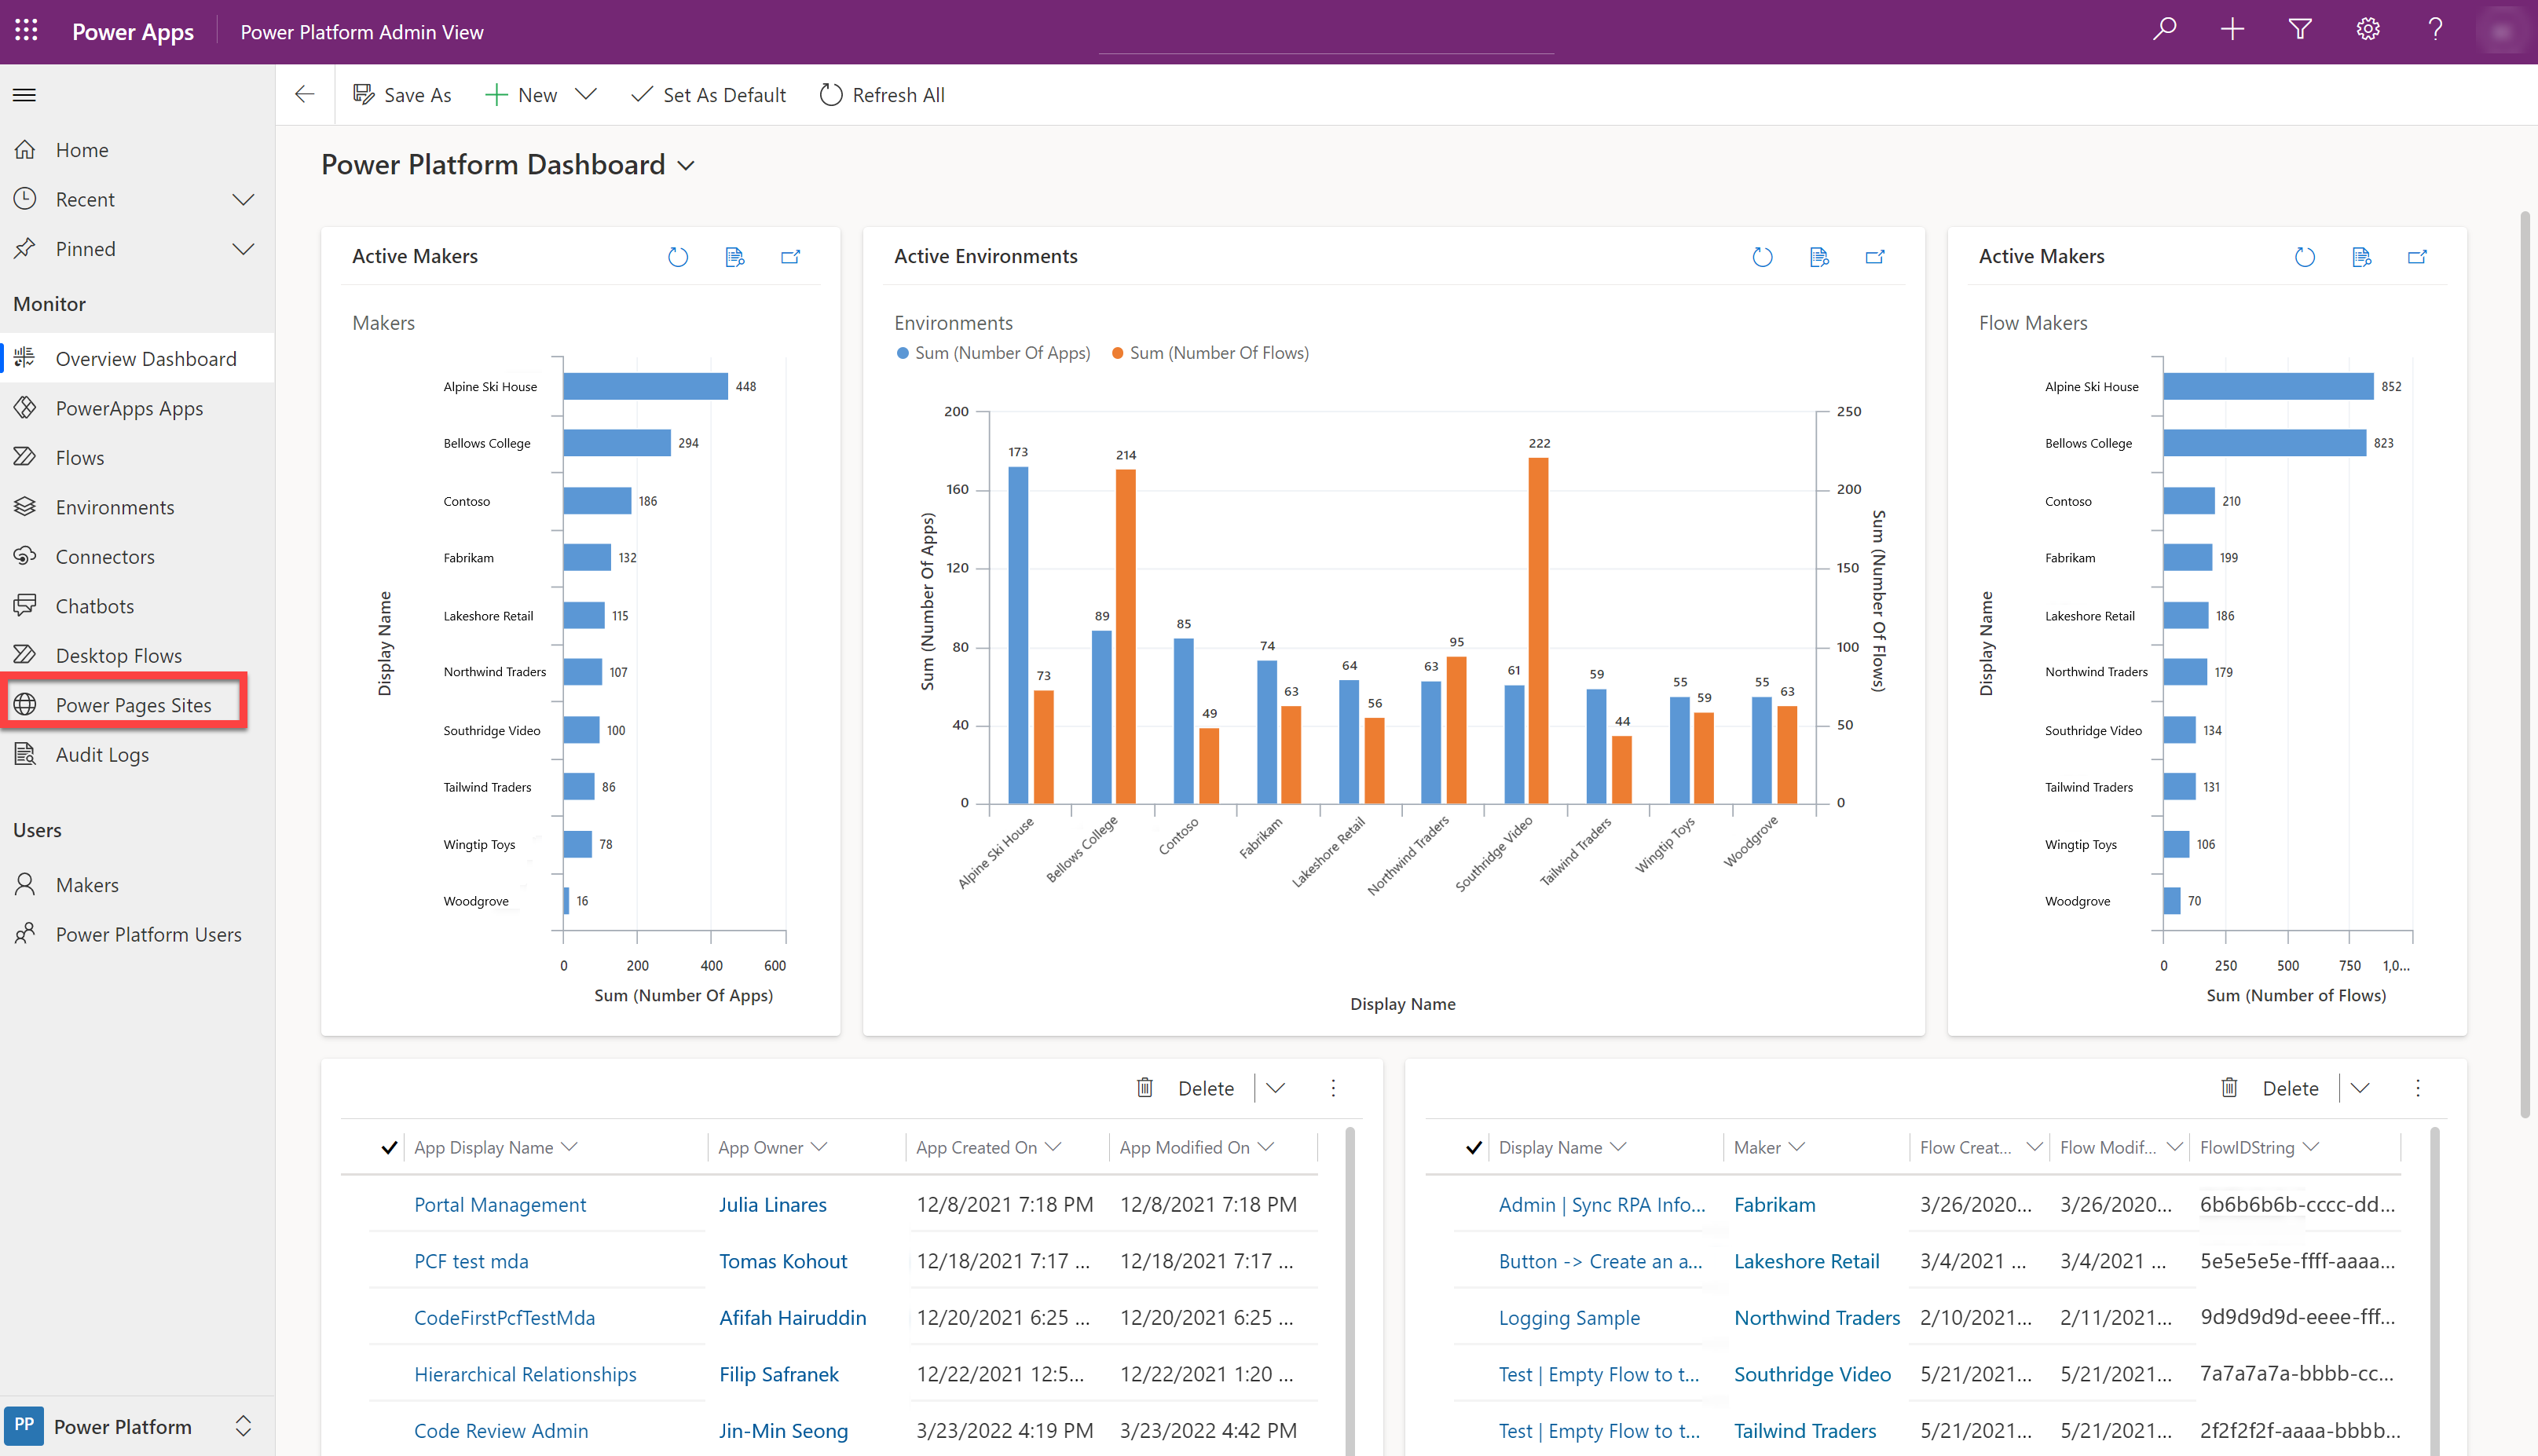 Power Apps
Power Platform Admin View
Save As
New
Set As Default
Refresh All
Home
Recent
Pinned
Monitor
Overview Dashboard
PowerApps Apps
Flows
Environments
Connectors
Chatbots
Desktop Flows
Power Pages Sites
Audit Logs
Users
Makers
Power Platform Users
PP Power Platform
Power Platform Dashboard
Active Makers
Makers
Display Name
Alpine Ski House 448
Bellows College 294
Contoso 186
Fabrikam 132
Lakeshore Retail 115
Northwind Traders 107
Southridge Video 100
Tailwind Traders 86
Wingtip Toys 78
Woodgrove 16
0 200 400 600
Sum (Number Of Apps)
Active Environments
Environments
Sum (Number Of Apps) Sum (Number Of Flows)
Sum (Number Of Apps)
200
160
120
80
40
0
173 73
89 214
85 49
74 63
64 56
63 95
61 222
59 44
55 59
55 63
250
200
150
100
50
0
Sum (Number Of Flows)
Alpine Ski House
Bellows College
Contoso
Fabrikam
Lakeshore Retail
Northwind Traders
Southridge Video
Tailwind Traders
Wingtip Toys
Woodgrove
Display Name
Active Makers
Flow Makers
Display Name
Alpine Ski House 852
Bellows College 823
Contoso 210
Fabrikam 199
Lakeshore Retail 186
Northwind Traders 179
Southridge Video 134
Tailwind Traders 131
Wingtip Toys 106
Woodgrove 70
0 250 500 750 1,0...
Sum (Number of Flows)
Delete
App Display Name App Owner App Created On App Modified On
Portal Management Julia Linares 12/8/2021 7:18 PM 12/8/2021 7:18 PM
PCF test mda Tomas Kohout 12/18/2021 7:17 ... 12/18/2021 7:17 ...
CodeFirstPcfTestMda Afifah Hairuddin 12/20/2021 6:25 ... 12/20/2021 6:25 ...
Hierarchical Relationships Filip Safranek 12/22/2021 12:5... 12/22/2021 1:20 ...
Code Review Admin Jin-Min Seong 3/23/2022 4:19 PM 3/23/2022 4:42 PM
Delete
Display Name Maker Flow Creat... Flow Modif... FlowIDString
Admin | Sync RPA Info... Fabrikam 3/26/2020... 3/26/2020... 6b6b6b6b-cccc-dd...
Button -> Create an a... Lakeshore Retail 3/4/2021 ... 3/4/2021 ... 5e5e5e5e-ffff-aaaa...
Logging Sample Northwind Traders 2/10/2021... 2/11/2021... 9d9d9d9d-eeee-fff...
Test | Empty Flow to t... Southridge Video 5/21/2021... 5/21/2021... 7a7a7a7a-bbbb-cc...
Test | Empty Flow to t... Tailwind Traders 5/21/2021... 5/21/2021... 2f2f2f2f-aaaa-bbbb...